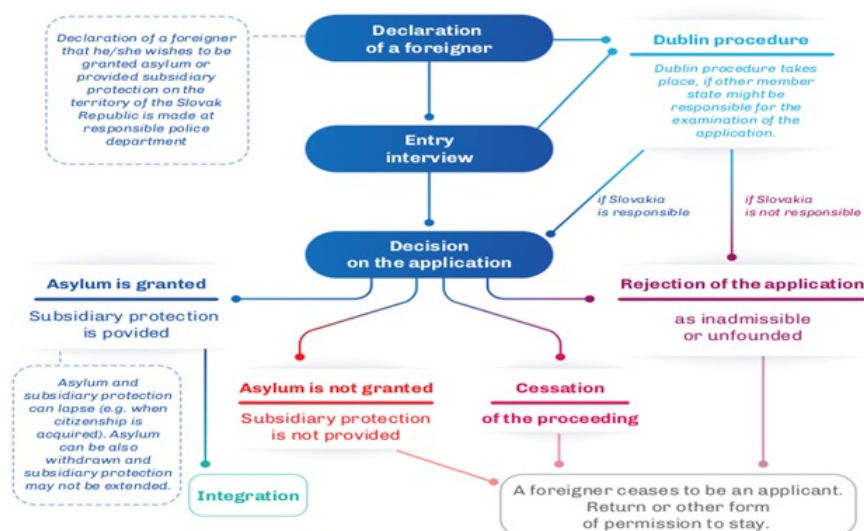 Declaration
of a foreigner
Declaration of a foreigner
that he/she wishes to be
granted asylum or
provided subsidiary
protection on the
territory of the Slovak
Republic is made at
responsible police
department
Dublin procedure
Dublin procedure takes
place, if other member
state might be
responsible for the
examination of the
application.
Entry
interview
if Slovakia
is responsible
if Slovakia
is not responsible
Decision
on the application
Asylum is granted
Subsidiary protection
is povided
Rejection of the application
as inadmissible
or unfounded
Asylum and
subsidiary protection
can lapse (e.g. when
citizenship is
acquired). Asylum
can be also
withdrawn and
subsidiary protection
may not be extended.
Asylum is not granted
Subsidiary protection
is not provided
Cessation
of the proceeding
Integration
A foreigner ceases to be an applicant.
Return or other form
of permission to stay.